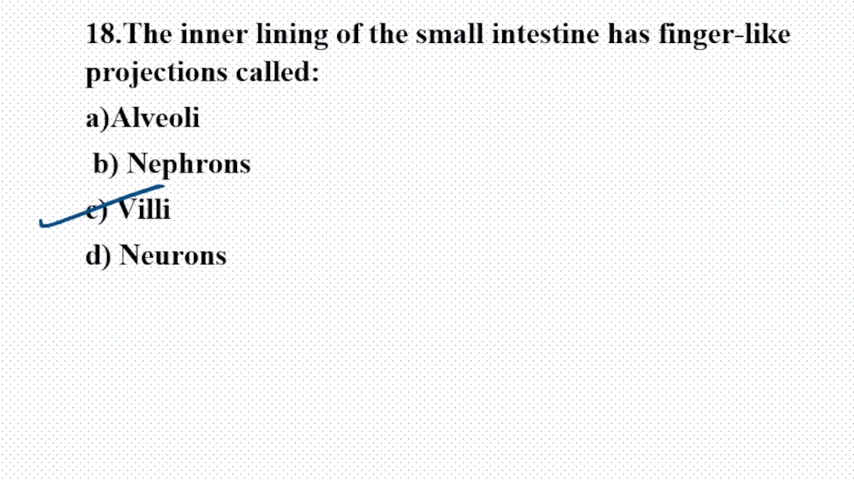 18.The inner lining of the small intestine has finger-like
projections called:
a)Alveoli
b) Nephrons
c) Villi
d) Neurons